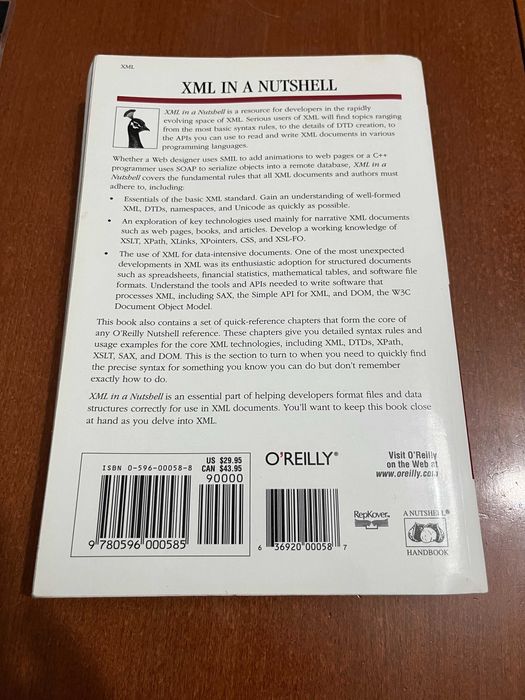 XML
XML IN A NUTSHELL
XML in a Nutshell is a resource for developers in the rapidly
evolving space of XML. Serious users of XML will find topics ranging
from the most basic syntax rules, to the details of DTD creation, to
the APIs you can use to read and write XML documents in various
programming languages.
Whether a Web designer uses SMIL to add animations to web pages or a C++
programmer uses SOAP to serialize objects into a remote database, XML in a
Nutshell covers the fundamental rules that all XML documents and authors must
adhere to, including:
• Essentials of the basic XML standard. Gain an understanding of well-formed
XML, DTDs, namespaces, and Unicode as quickly as possible.
• An exploration of key technologies used mainly for narrative XML documents
such as web pages, books, and articles. Develop a working knowledge of
XSLT, XPath, XLinks, XPointers, CSS, and XSL-FO.
• The use of XML for data-intensive documents. One of the most unexpected
developments in XML was its enthusiastic adoption for structured documents
such as spreadsheets, financial statistics, mathematical tables, and software file
formats. Understand the tools and APIs needed to write software that
processes XML, including SAX, the Simple API for XML, and DOM, the W3C
Document Object Model.
This book also contains a set of quick-reference chapters that form the core of
any O'Reilly Nutshell reference. These chapters give you detailed syntax rules and
usage examples for the core XML technologies, including XML, DTDs, XPath,
XSLT, SAX, and DOM. This is the section to turn to when you need to quickly find
the precise syntax for something you know you can do but don't remember
exactly how to do.
XML in a Nutshell is an essential part of helping developers format files and data
structures correctly for use in XML documents. You'll want to keep this book close
at hand as you delve into XML.
US $29.95
CAN $43.95
ISBN 0-596-00058-8
90000
9 780596 000585
O'REILLY®
6 36920 00058 7
RepKover™
Visit O'Reilly
on the Web at
www.oreilly.com
A NUTSHELL®
HANDBOOK